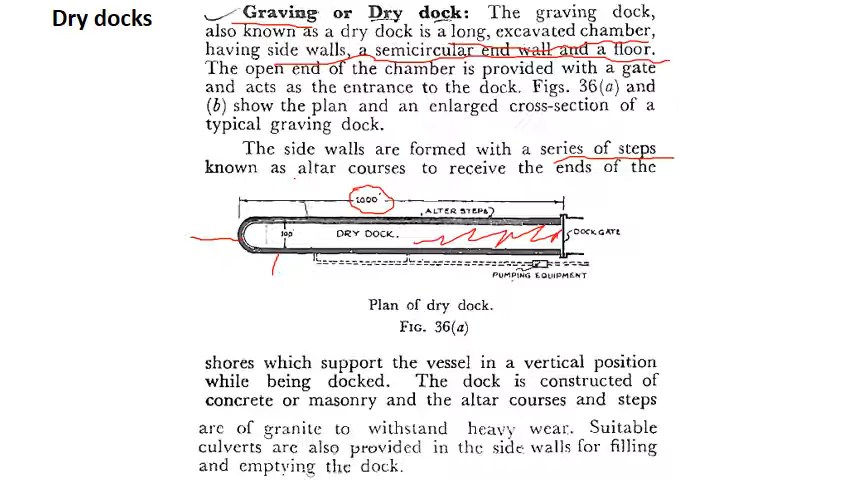 Dry docks
Graving or Dry dock: The graving dock,
also known as a dry dock is a long, excavated chamber,
having side walls, a semicircular end wall and a floor.
The open end of the chamber is provided with a gate
and acts as the entrance to the dock. Figs. 36(a) and
(b) show the plan and an enlarged cross-section of a
typical graving dock.
The side walls are formed with a series of steps
known as altar courses to receive the ends of the
1000'
ALTER STEPS
100
DRY DOCK.
DOCK GATE
PUMPING EQUIPMENT
Plan of dry dock.
FIG. 36(a)
shores which support the vessel in a vertical position
while being docked. The dock is constructed of
concrete or masonry and the altar courses and steps
are of granite to withstand heavy wear. Suitable
culverts are also provided in the side walls for filling
and emptying the dock.